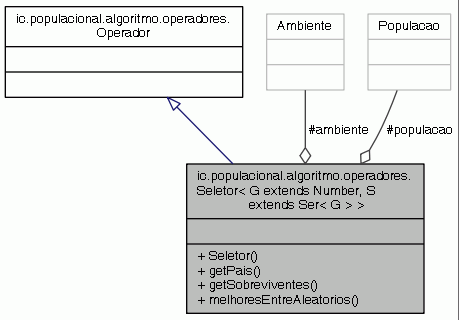 ic.populacional.algoritmo.operadores.
Operador
Ambiente
Populacao
#ambiente
#populacao
ic.populacional.algoritmo.operadores.
Seletor< G extends Number, S
extends Ser< G > >
+ Seletor()
+ getPais()
+ getSobreviventes()
+ melhoresEntreAleatorios()